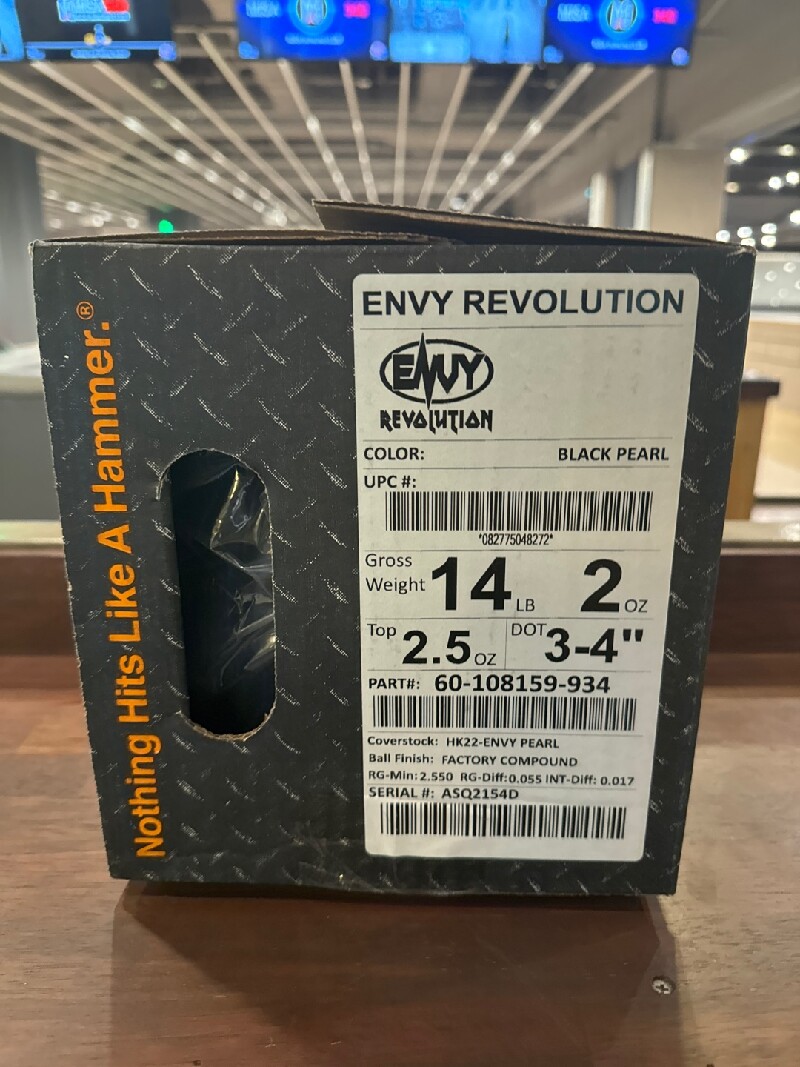 Nothing Hits Like A Hammer.®
ENVY REVOLUTION
ENVY
REVOLUTION
COLOR: BLACK PEARL
UPC #:
*082775048272*
Gross Weight 14 LB 2 OZ
Top 2.5 OZ DOT 3-4"
PART#: 60-108159-934
Coverstock: HK22-ENVY PEARL
Ball Finish: FACTORY COMPOUND
RG-Min: 2.550 RG-Diff: 0.055 INT-Diff: 0.017
SERIAL #: ASQ2154D